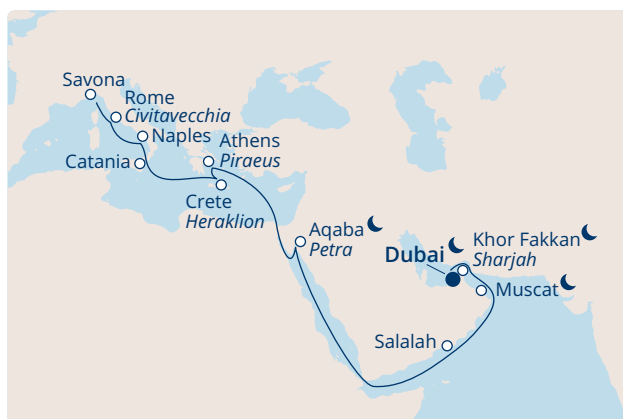 Savona
Rome
Civitavecchia
Naples
Athens
Piraeus
Catania
Crete
Heraklion
Aqaba
Petra
Dubai
Khor Fakkan
Sharjah
Muscat
Salalah